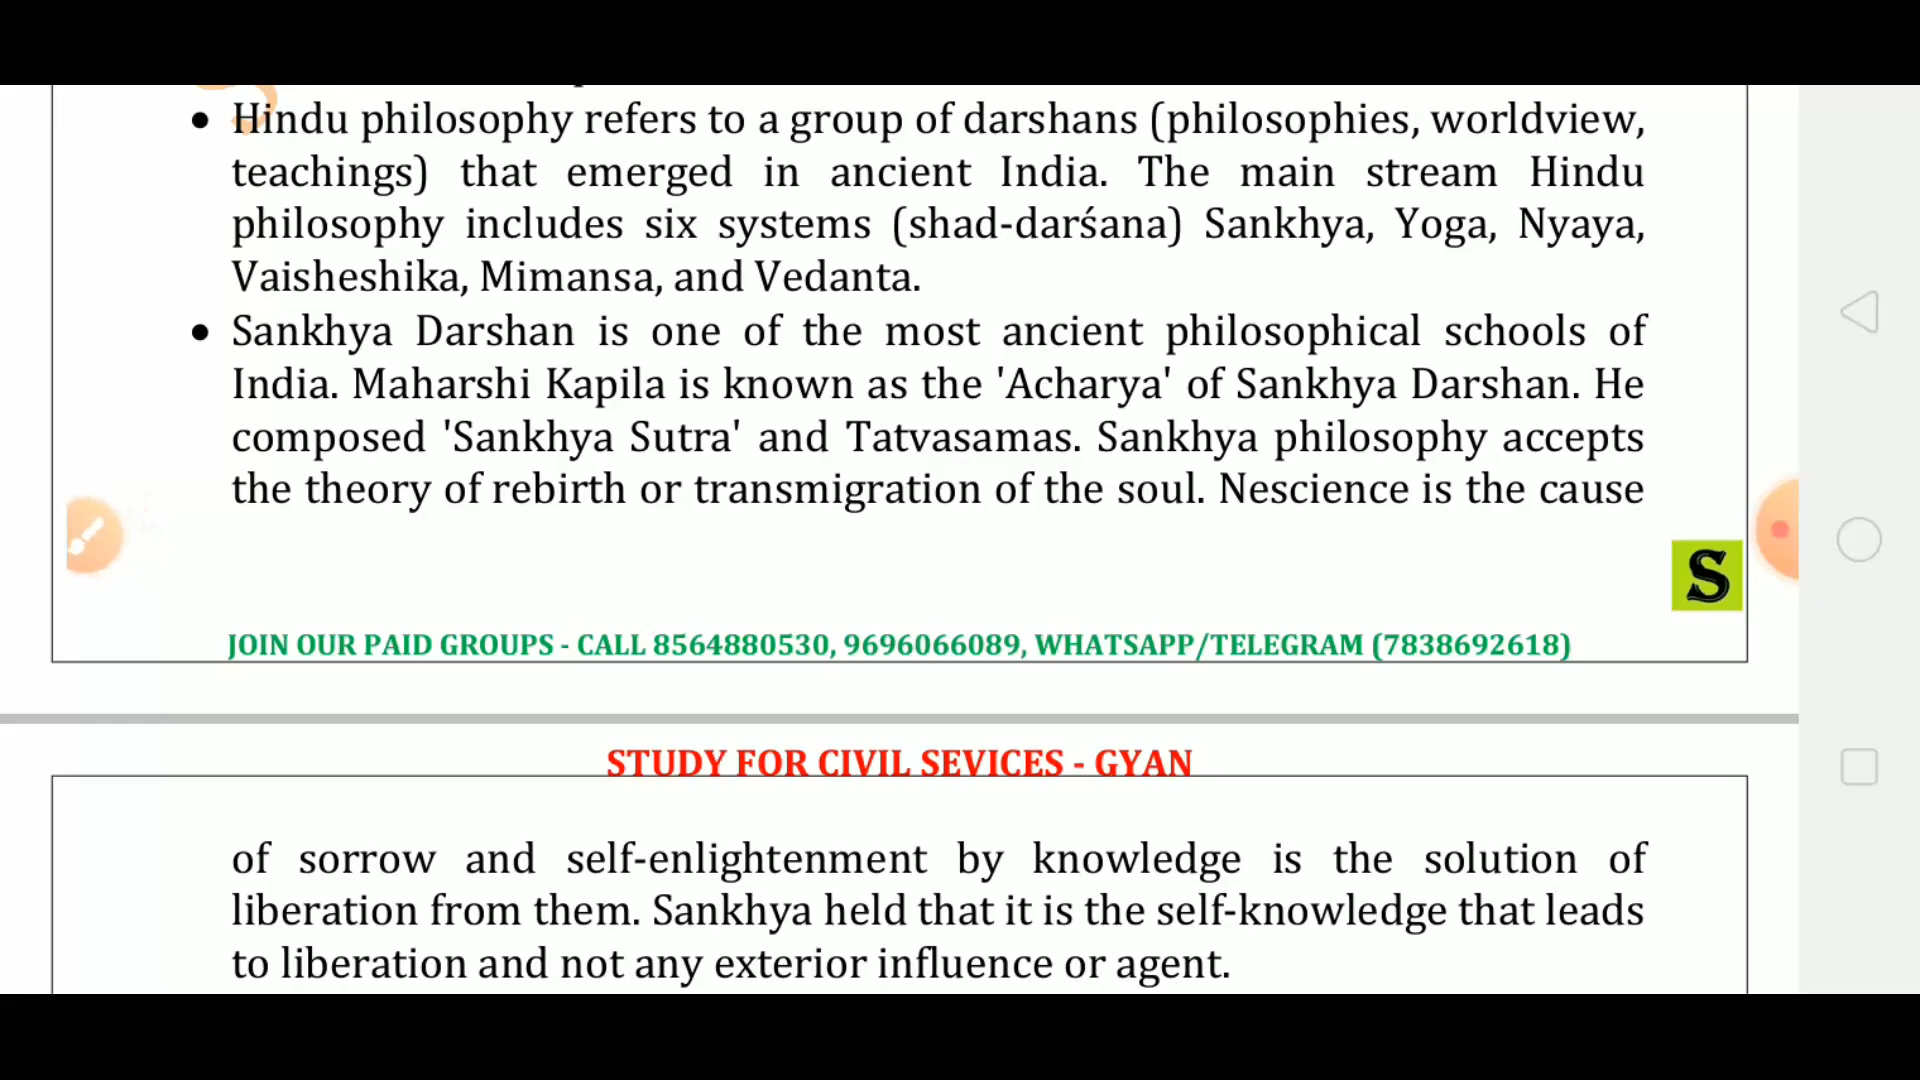 • Hindu philosophy refers to a group of darshans (philosophies, worldview,
teachings) that emerged in ancient India. The main stream Hindu
philosophy includes six systems (shad-darśana) Sankhya, Yoga, Nyaya,
Vaisheshika, Mimansa, and Vedanta.
• Sankhya Darshan is one of the most ancient philosophical schools of
India. Maharshi Kapila is known as the 'Acharya' of Sankhya Darshan. He
composed 'Sankhya Sutra' and Tatvasamas. Sankhya philosophy accepts
the theory of rebirth or transmigration of the soul. Nescience is the cause
S
JOIN OUR PAID GROUPS - CALL 8564880530, 9696066089, WHATSAPP/TELEGRAM (7838692618)
STUDY FOR CIVIL SEVICES - GYAN
of sorrow and self-enlightenment by knowledge is the solution of
liberation from them. Sankhya held that it is the self-knowledge that leads
to liberation and not any exterior influence or agent.